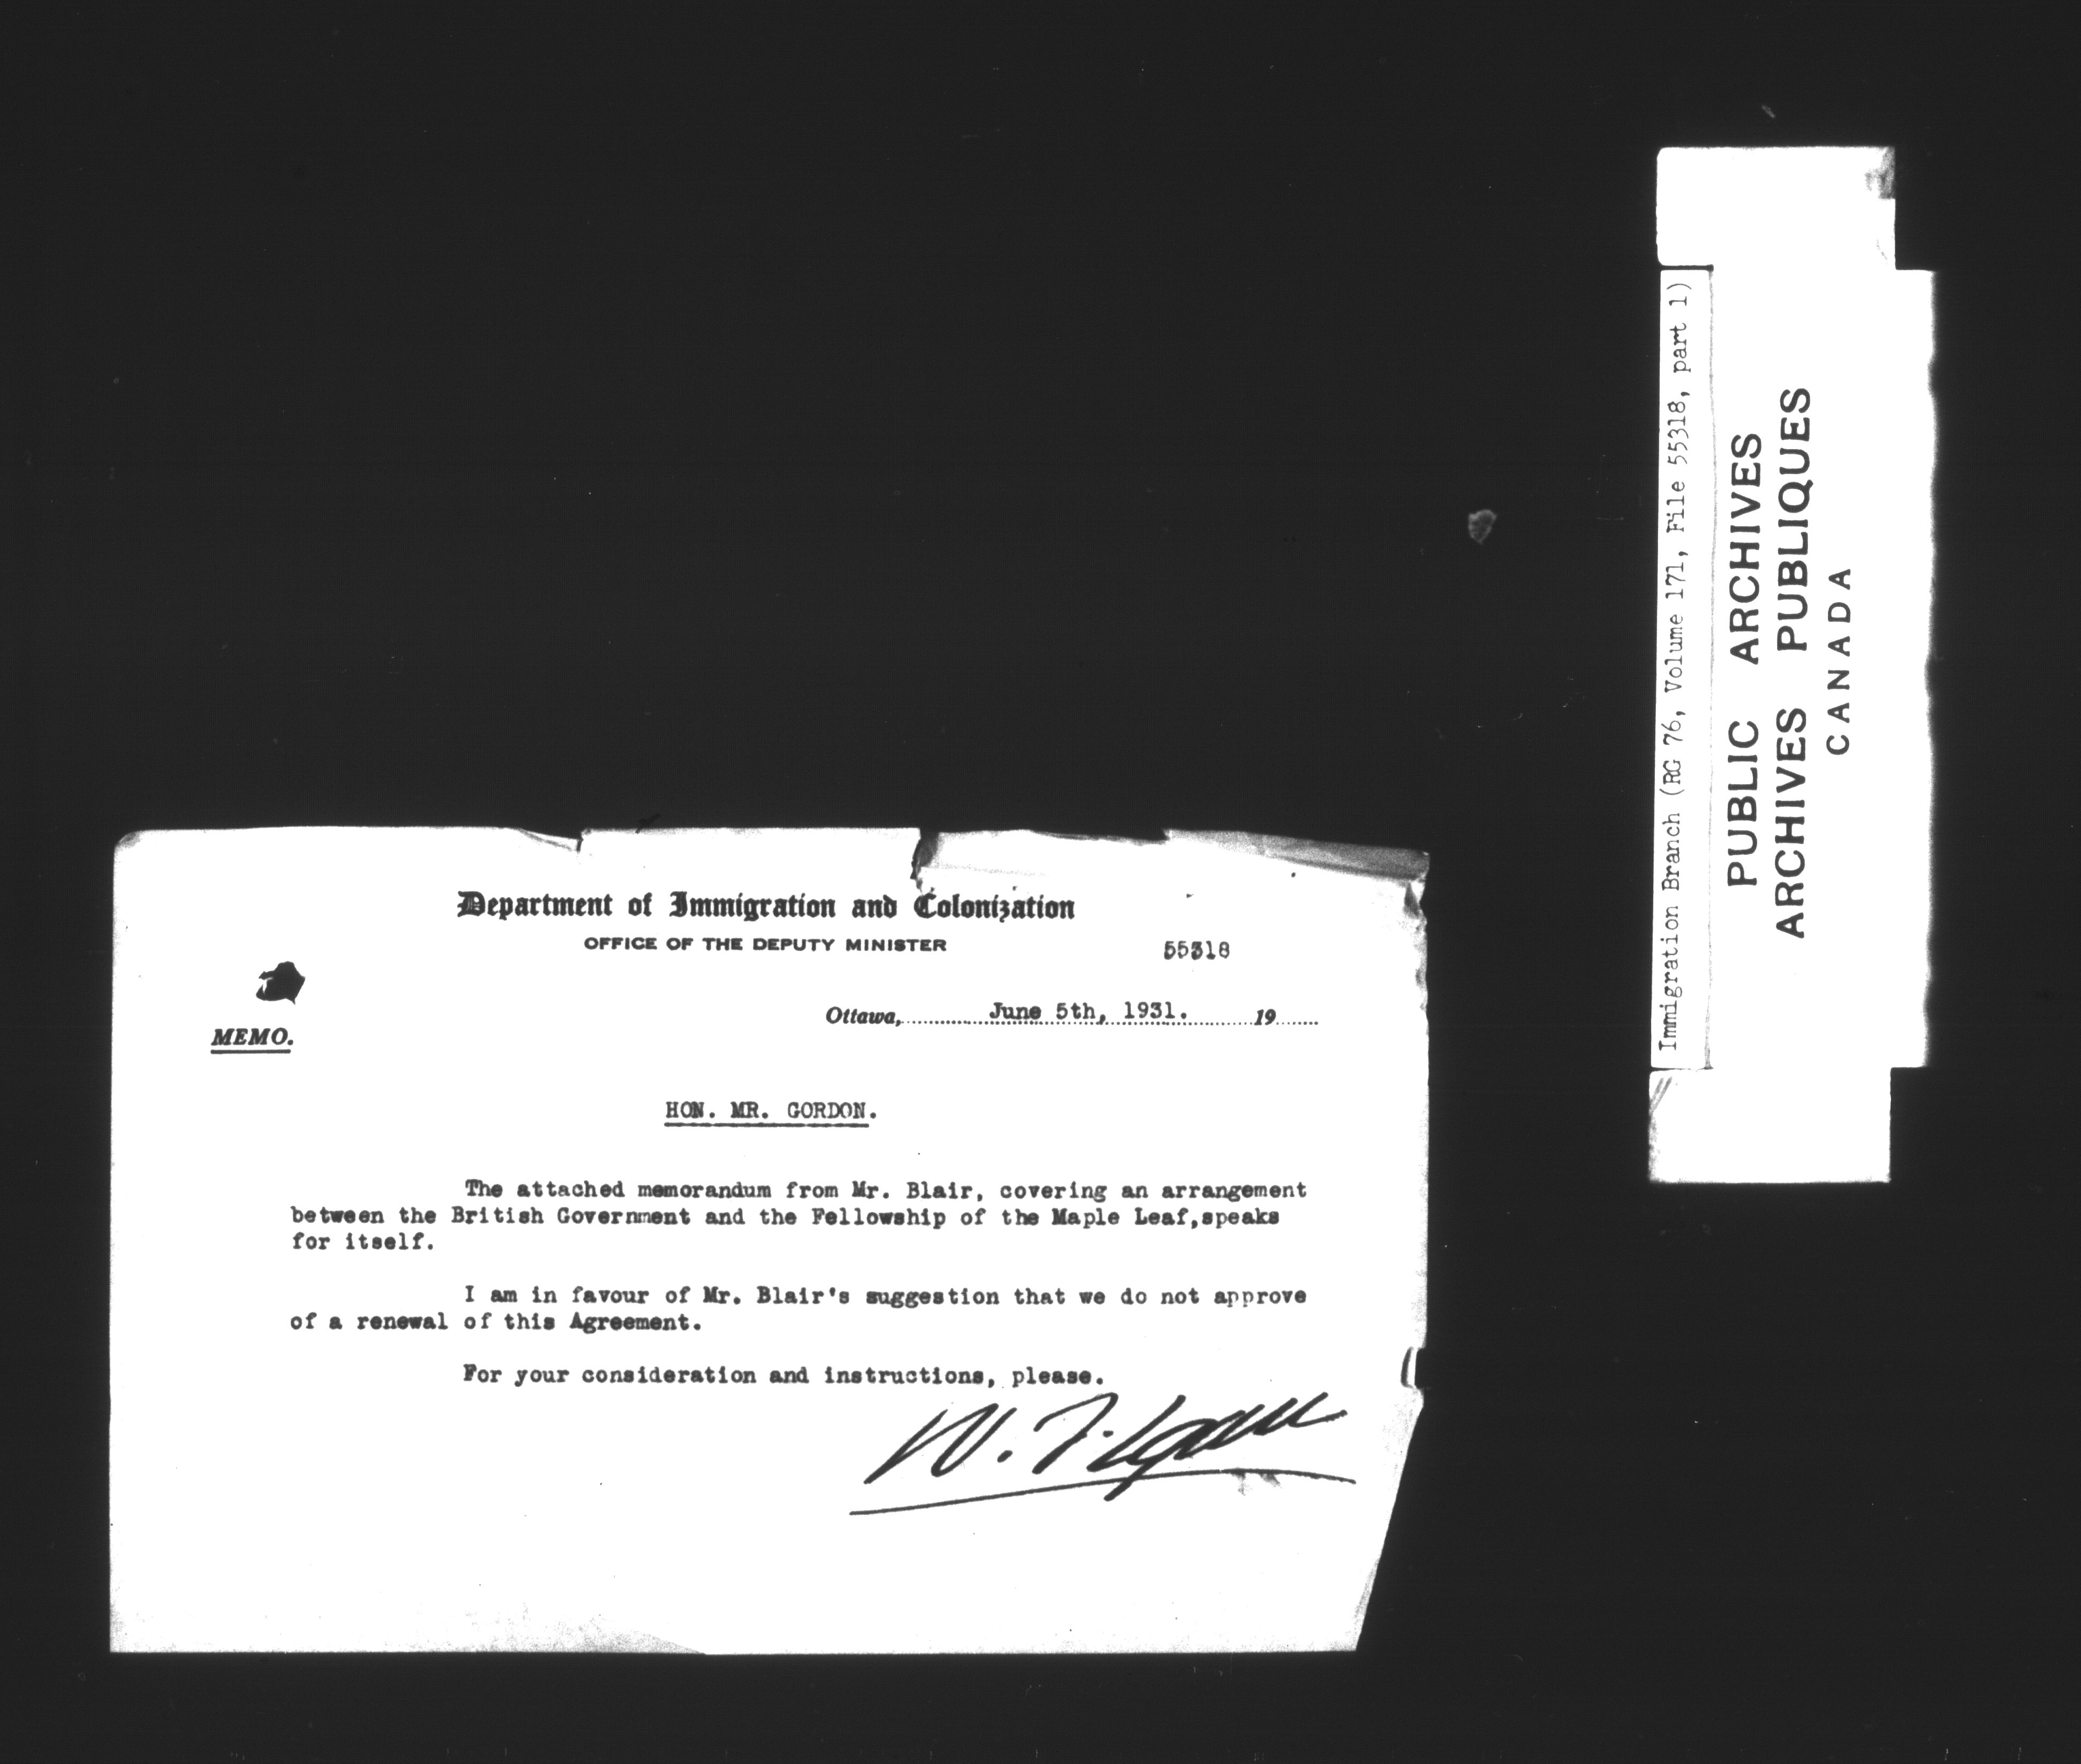 Department of Immigration and Colonization
OFFICE OF THE DEPUTY MINISTER
55318
Ottawa, June 5th, 1931. 19
MEMO.
HON. MR. GORDON.
The attached memorandum from Mr. Blair, covering an arrangement
between the British Government and the Fellowship of the Maple Leaf,speaks
for itself.
I am in favour of Mr. Blair's suggestion that we do not approve
of a renewal of this Agreement.
For your consideration and instructions, please.
W. J. Egan
Immigration Branch (RG 76, Volume 171, File 55318, part 1)
PUBLIC ARCHIVES
ARCHIVES PUBLIQUES
CANADA